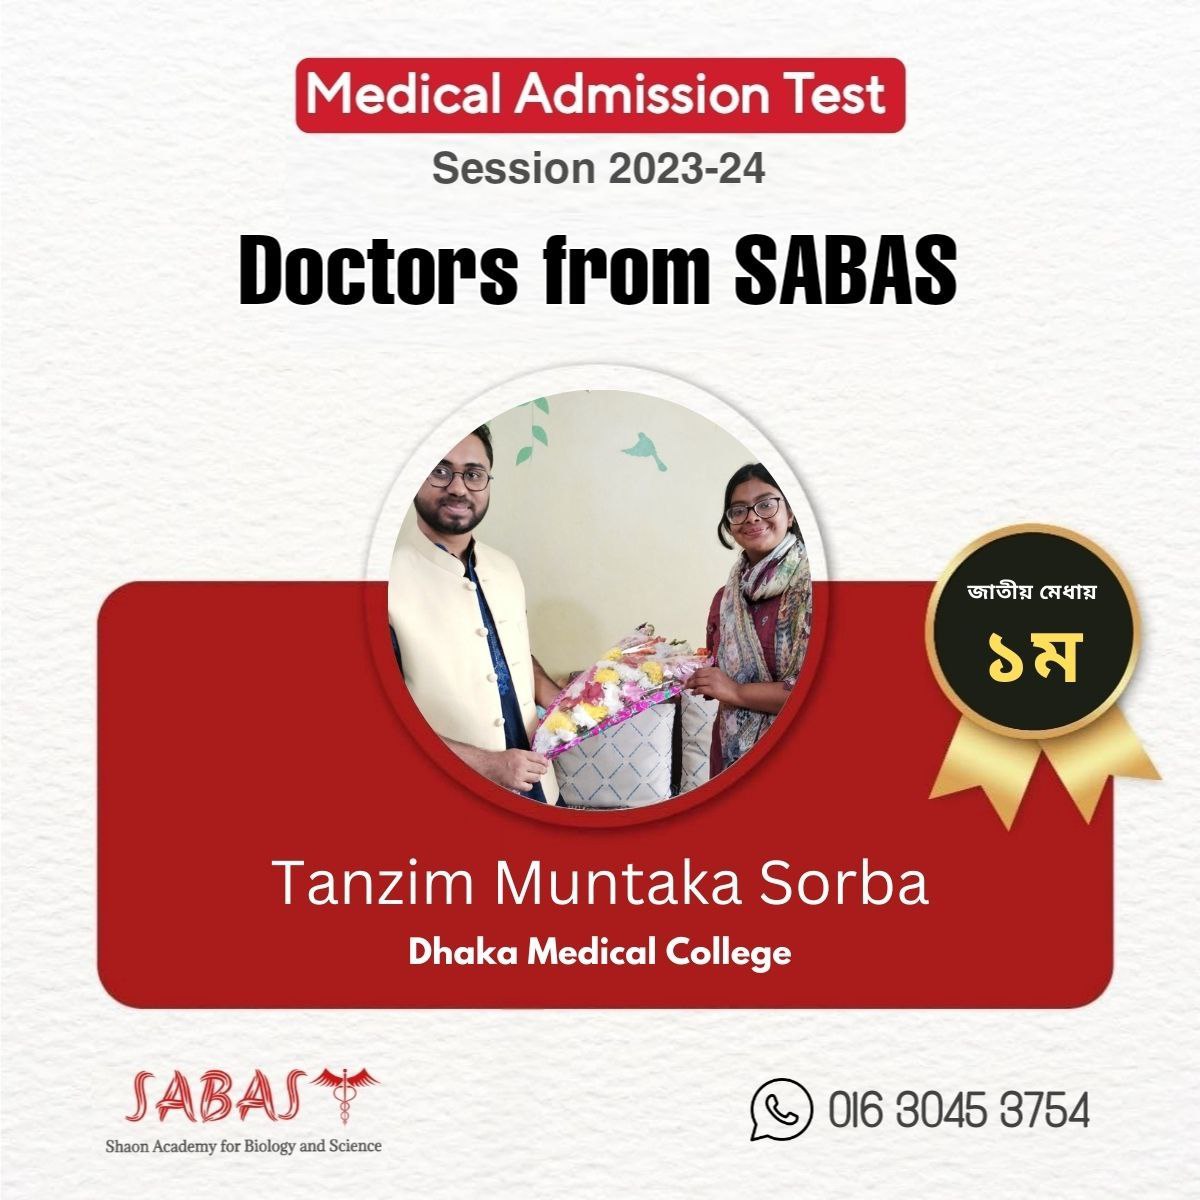 Medical Admission Test
Session 2023-24
Doctors from SABAS
জাতীয় মেধায়
১ম
Tanzim Muntaka Sorba
Dhaka Medical College
SABAS
Shaon Academy for Biology and Science
016 3045 3754